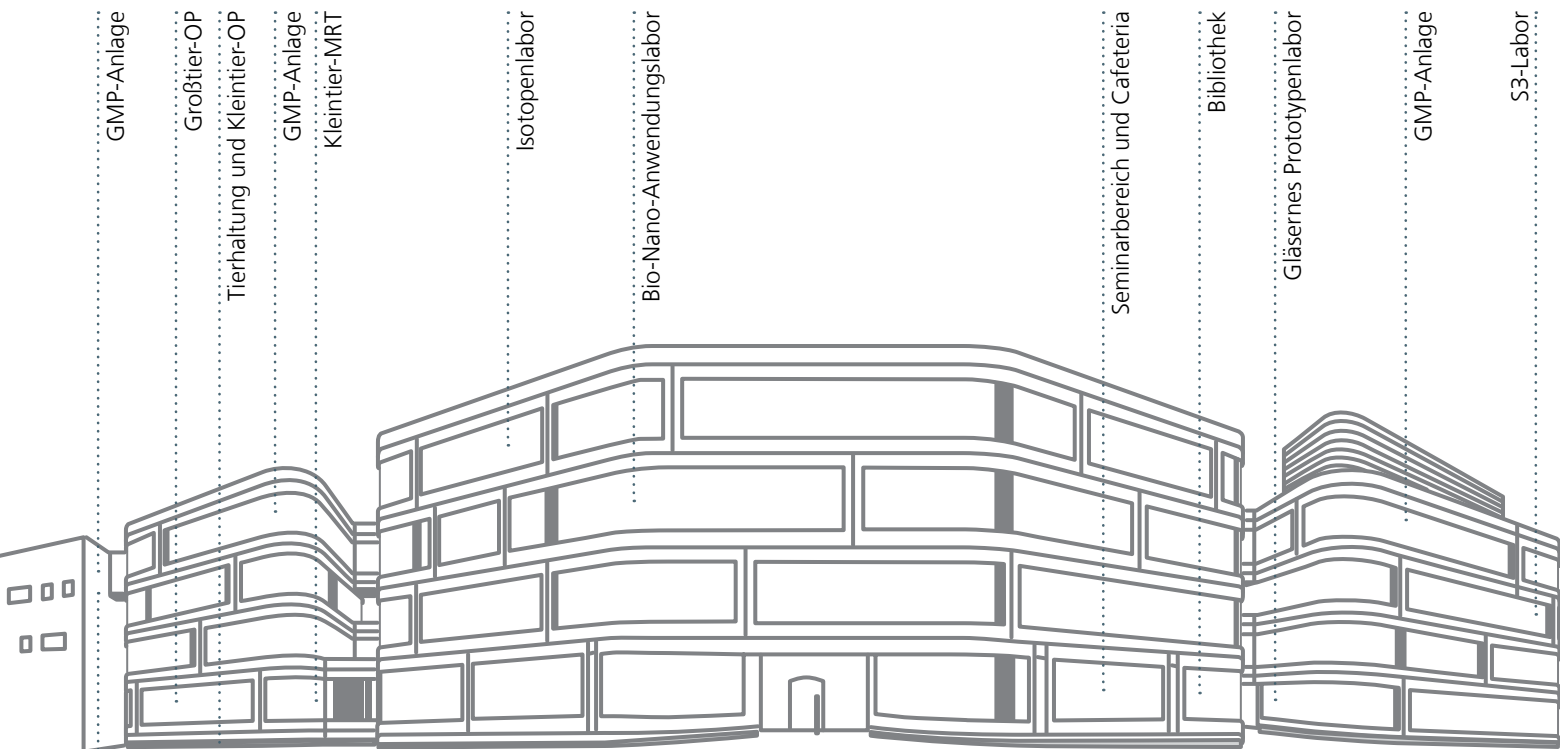 GMP-Anlage
Großtier-OP
Tierhaltung und Kleintier-OP
GMP-Anlage
Kleintier-MRT
Isotopenlabor
Bio-Nano-Anwendungslabor
Seminarbereich und Cafeteria
Bibliothek
Gläsernes Prototypenlabor
GMP-Anlage
S3-Labor